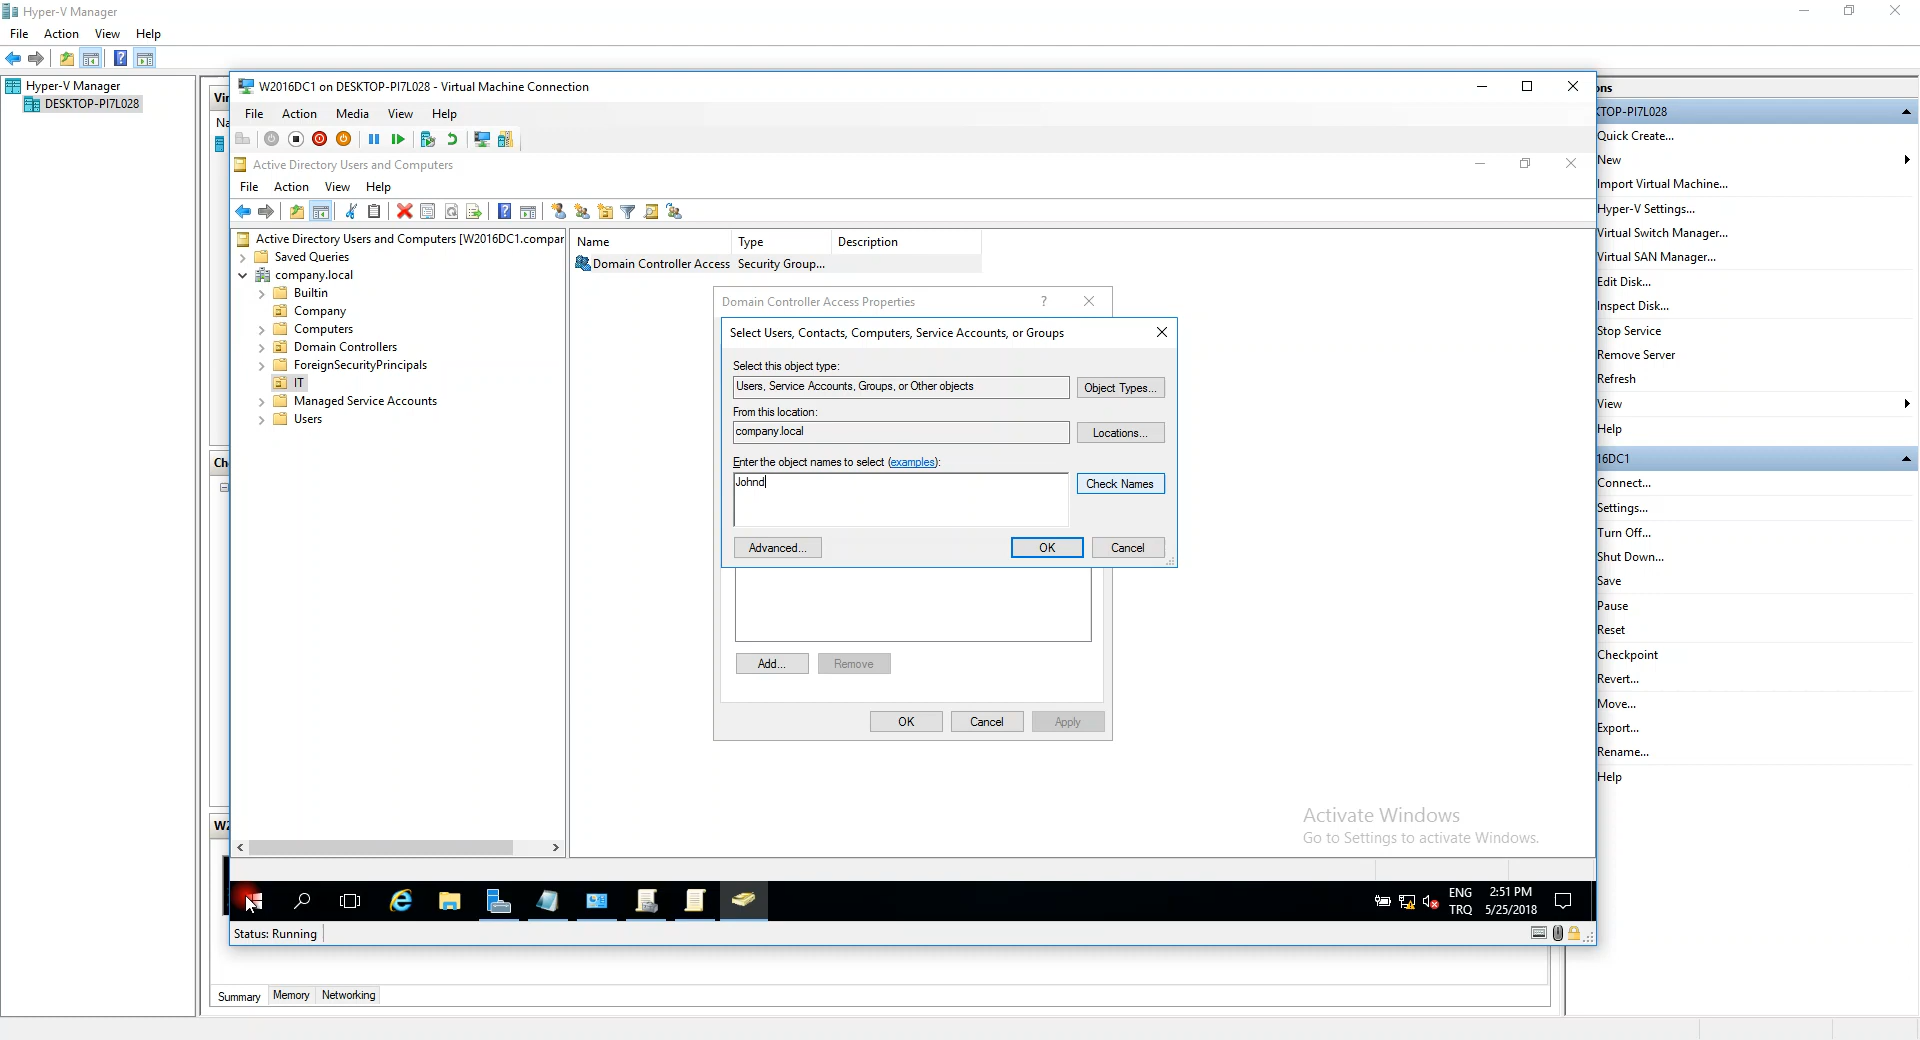 Hyper-V Manager
File Action View Help
Hyper-V Manager
DESKTOP-PI7L028
W2016DC1 on DESKTOP-PI7L028 - Virtual Machine Connection
File Action Media View Help
Active Directory Users and Computers
File Action View Help
Active Directory Users and Computers [W2016DC1.compar
Saved Queries
company.local
Builtin
Company
Computers
Domain Controllers
ForeignSecurityPrincipals
IT
Managed Service Accounts
Users
Name Type Description
Domain Controller Access Security Group...
Domain Controller Access Properties
Select Users, Contacts, Computers, Service Accounts, or Groups
Select this object type:
Users, Service Accounts, Groups, or Other objects Object Types...
From this location:
company.local Locations...
Enter the object names to select (examples):
Johnd Check Names
Advanced... OK Cancel
Add... Remove
OK Cancel Apply
Activate Windows
Go to Settings to activate Windows.
ENG 2:51 PM
TRQ 5/25/2018
Status: Running
Summary Memory Networking
TOP-PI7L028
Quick Create...
New
Import Virtual Machine...
Hyper-V Settings...
Virtual Switch Manager...
Virtual SAN Manager...
Edit Disk...
Inspect Disk...
Stop Service
Remove Server
Refresh
View
Help
16DC1
Connect...
Settings...
Turn Off...
Shut Down...
Save
Pause
Reset
Checkpoint
Revert...
Move...
Export...
Rename...
Help